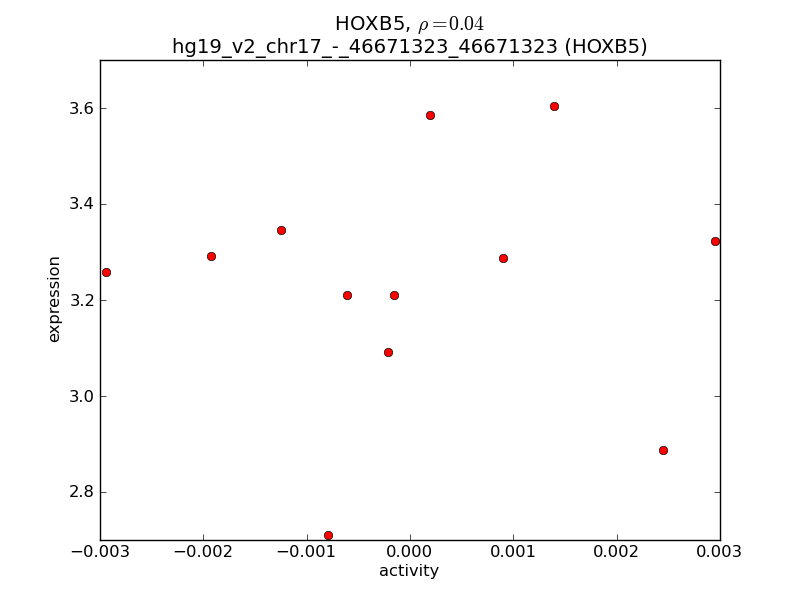 HOXB5, ρ=0.04
hg19_v2_chr17_-_46671323_46671323 (HOXB5)
expression
3.6
3.4
3.2
3.0
2.8
−0.003 −0.002 −0.001 0.000 0.001 0.002 0.003
activity